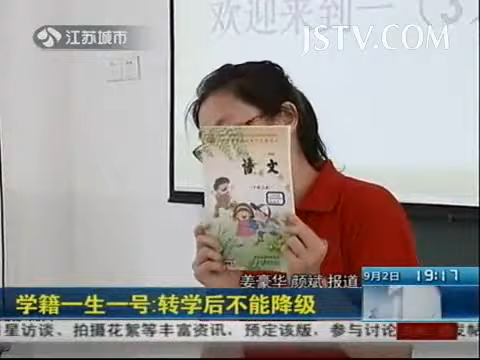 江苏城市
欢迎来到一（3
JSTV.COM
语文
姜豪华 颜斌 报道
学籍一生一号:转学后不能降级
9月2日 19:17
星访谈、拍摄花絮等丰富资讯，预定该版、参与讨论